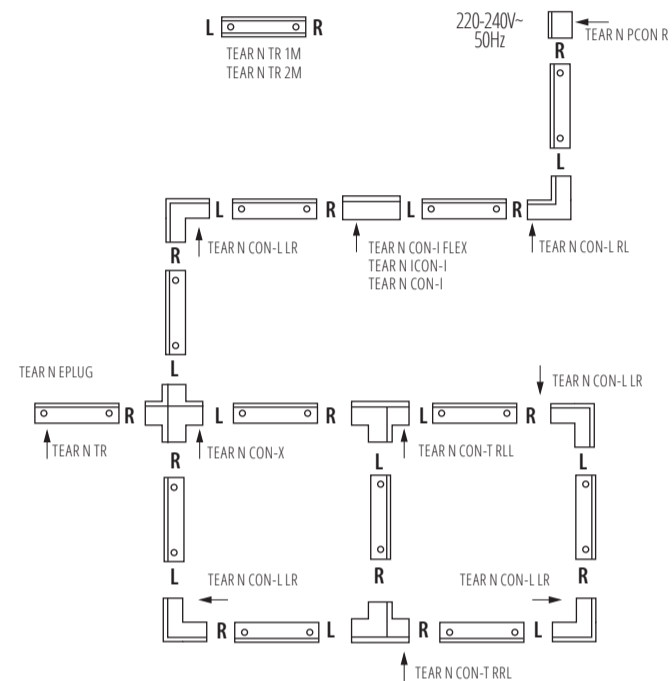 L R
TEAR N TR 1M
TEAR N TR 2M
220-240V~
50Hz
TEAR N PCON R
R
L
L R L R
R
TEAR N CON-L LR
TEAR N CON-I FLEX
TEAR N ICON-I
TEAR N CON-I
TEAR N CON-L RL
L
TEAR N EPLUG
TEAR N CON-L LR
R L R L R
TEAR N TR
R
TEAR N CON-X
L
TEAR N CON-T RLL
L
L
R
R
TEAR N CON-L LR
TEAR N CON-L LR
R L R L
TEAR N CON-T RRL